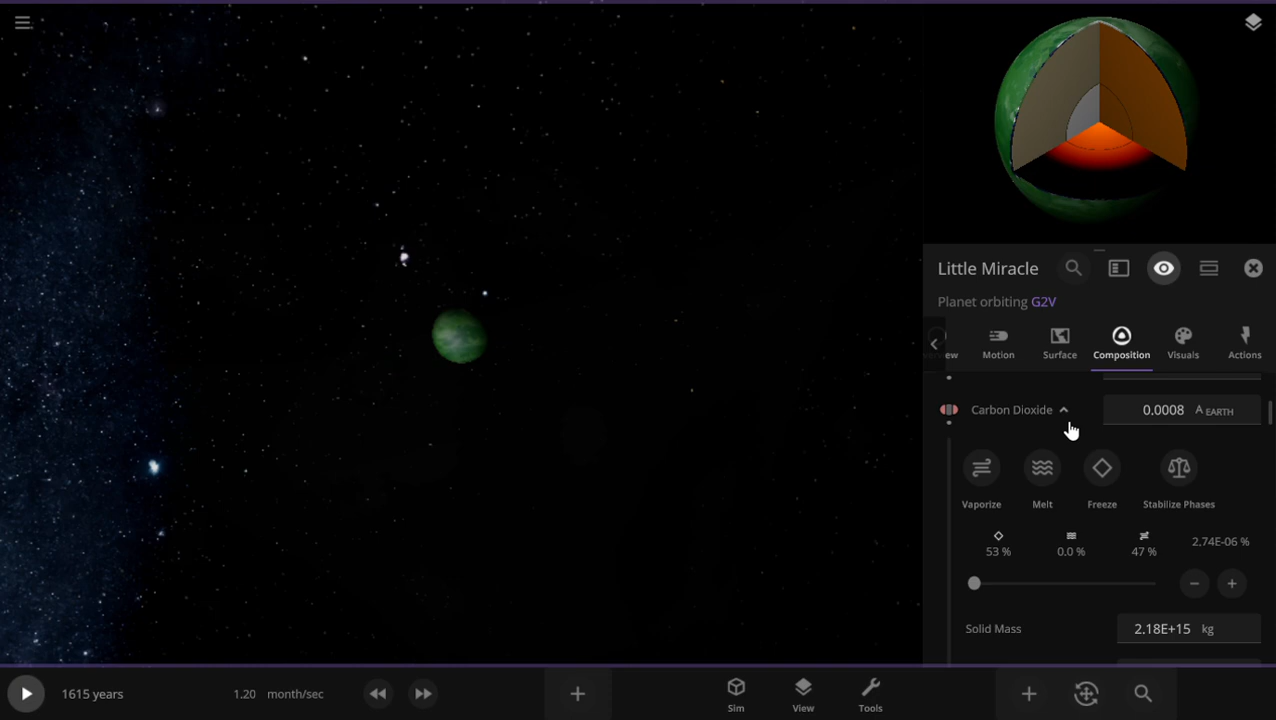 Little Miracle
Planet orbiting G2V
Motion
Surface
Composition
Visuals
Actions
Carbon Dioxide
0.0008 A EARTH
Vaporize
Melt
Freeze
Stabilize Phases
53 %
0.0 %
47 %
2.74E-06 %
Solid Mass
2.18E+15 kg
1615 years
1.20 month/sec
Sim
View
Tools